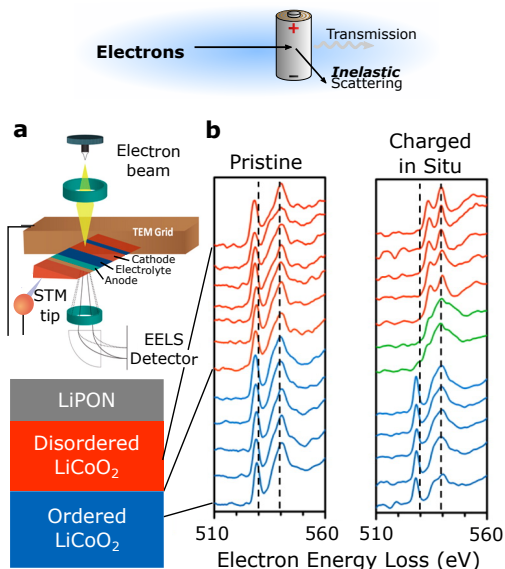 Electrons
+
−
Transmission
Inelastic
Scattering
a
Electron
beam
TEM Grid
Cathode
Electrolyte
Anode
STM
tip
EELS
Detector
LiPON
Disordered
LiCoO₂
Ordered
LiCoO₂
b
Pristine
Charged
in Situ
510 560 510 560
Electron Energy Loss (eV)